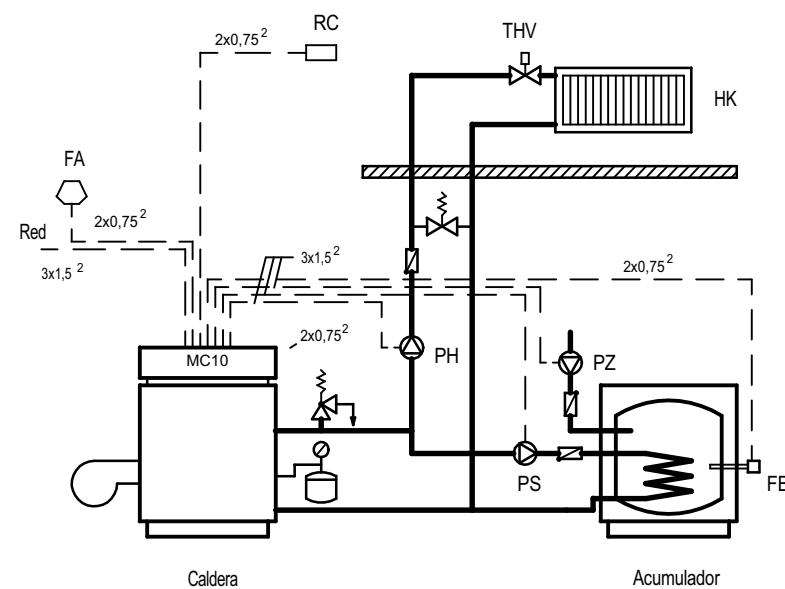 RC
2x0,75²
THV
HK
FA
2x0,75²
Red
3x1,5²
3x1,5²
2x0,75²
2x0,75²
MC10
PH
PZ
PS
FB
Caldera
Acumulador